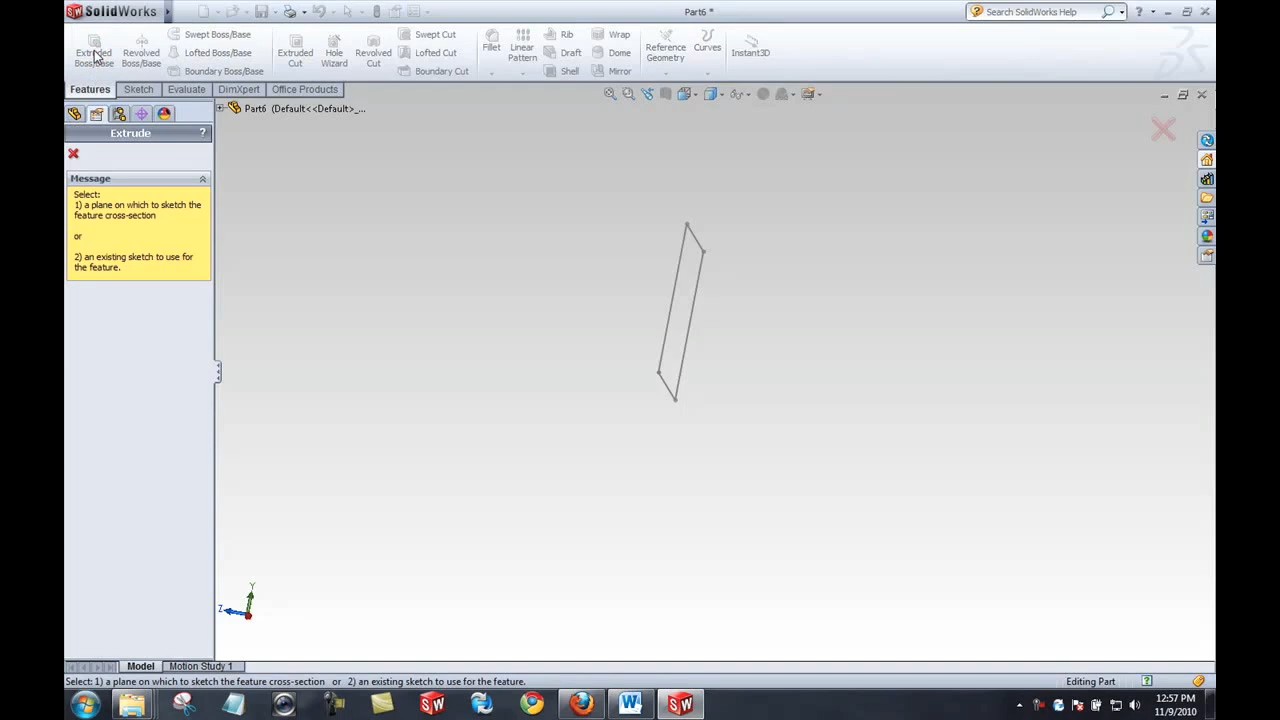 SolidWorks
Part6 *
Search SolidWorks Help
Extruded Boss/Base
Revolved Boss/Base
Swept Boss/Base
Lofted Boss/Base
Boundary Boss/Base
Extruded Cut
Hole Wizard
Revolved Cut
Swept Cut
Lofted Cut
Boundary Cut
Fillet
Linear Pattern
Rib
Draft
Shell
Wrap
Dome
Mirror
Reference Geometry
Curves
Instant3D
Features
Sketch
Evaluate
DimXpert
Office Products
Part6 (Default<<Default>_...
Extrude
?
Message
Select:
1) a plane on which to sketch the
feature cross-section
or
2) an existing sketch to use for
the feature.
Y
Z
Model
Motion Study 1
Select: 1) a plane on which to sketch the feature cross-section or 2) an existing sketch to use for the feature.
Editing Part
12:57 PM
11/9/2010